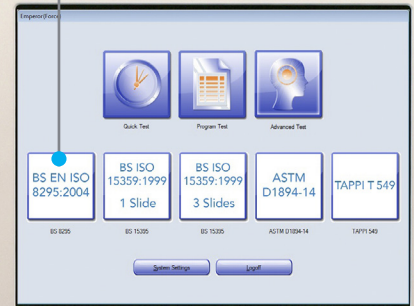 Emperor(Force)
Quick Test
Program Test
Advanced Test
BS EN ISO
8295:2004
BS ISO
15359:1999
1 Slide
BS ISO
15359:1999
3 Slides
ASTM
D1894-14
TAPPI T 549
BS 8295
BS 15395
BS 15395
ASTM D1894-14
TAPPI 549
System Settings
Logoff